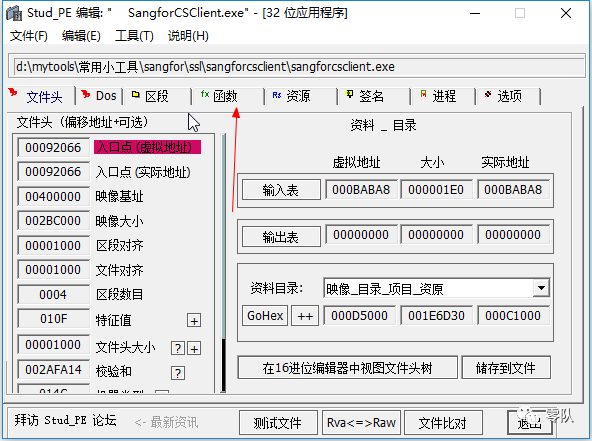 Stud_PE 编辑: " SangforCSClient.exe" - [32 位应用程序]
文件(F) 编辑(E) 工具(T) 说明(H)
d:\mytools\常用小工具\sangfor\ssl\sangforcsclient\sangforcsclient.exe
文件头 Dos 区段 fx 函数 Rs 资源 签名 进程 选项
文件头 (偏移地址+可选)
00092066 入口点 (虚拟地址)
00092066 入口点 (实际地址)
00400000 映像基址
002BC000 映像大小
00001000 区段对齐
00001000 文件对齐
0004 区段数目
010F 特征值 +
00001000 文件头大小 ? +
002AFA14 校验和 ?
014C 机器类型
资料 _ 目录
虚拟地址 大小 实际地址
输入表 000BABA8 000001E0 000BABA8
输出表 00000000 00000000 00000000
资料目录: 映像_目录_项目_资源
GoHex ++ 000D5000 001E6D30 000C1000
在16进位编辑器中视图文件头树 储存到文件
拜访 Stud_PE 论坛 <- 最新资讯 测试文件 Rva<=>Raw 文件比对 退出
零队